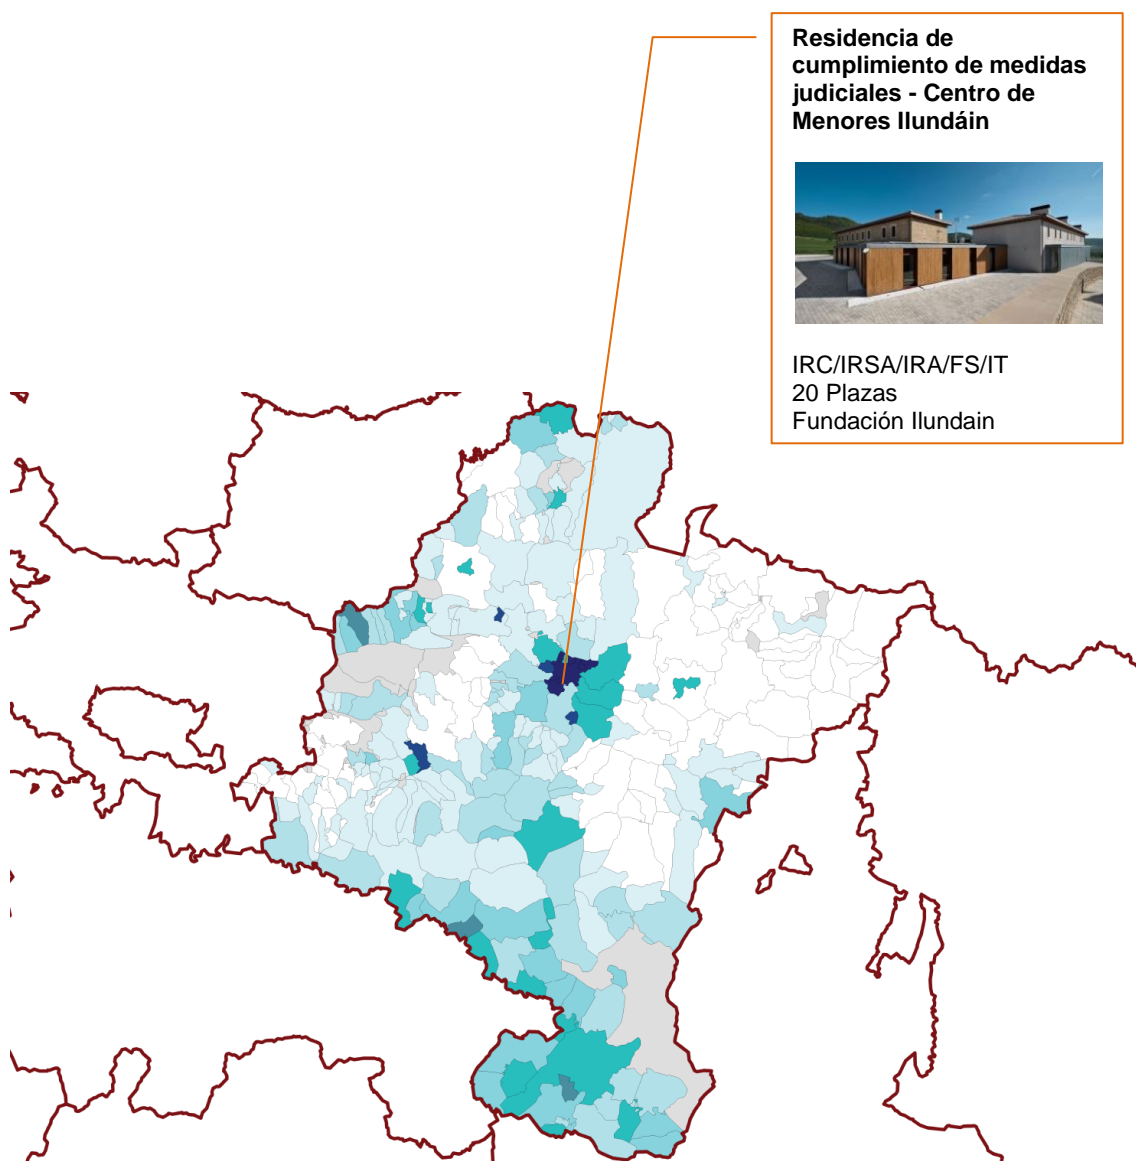 Residencia de
cumplimiento de medidas
judiciales - Centro de
Menores Ilundáin
IRC/IRSA/IRA/FS/IT
20 Plazas
Fundación Ilundain